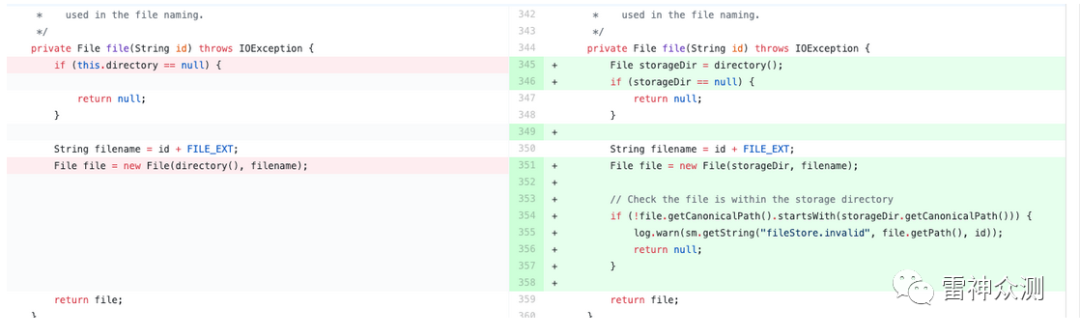 *    used in the file naming.
*/
private File file(String id) throws IOException {
    if (this.directory == null) {
        return null;
    }
    String filename = id + FILE_EXT;
    File file = new File(directory(), filename);
    return file;
}
342 *    used in the file naming.
343 */
344 private File file(String id) throws IOException {
345 +     File storageDir = directory();
346 +     if (storageDir == null) {
347         return null;
348     }
349 +
350     String filename = id + FILE_EXT;
351 +     File file = new File(storageDir, filename);
352 +
353 +     // Check the file is within the storage directory
354 +     if (!file.getCanonicalPath().startsWith(storageDir.getCanonicalPath())) {
355 +         log.warn(sm.getString("fileStore.invalid", file.getPath(), id));
356 +         return null;
357 +     }
358 +
359     return file;
360 }
雷神众测